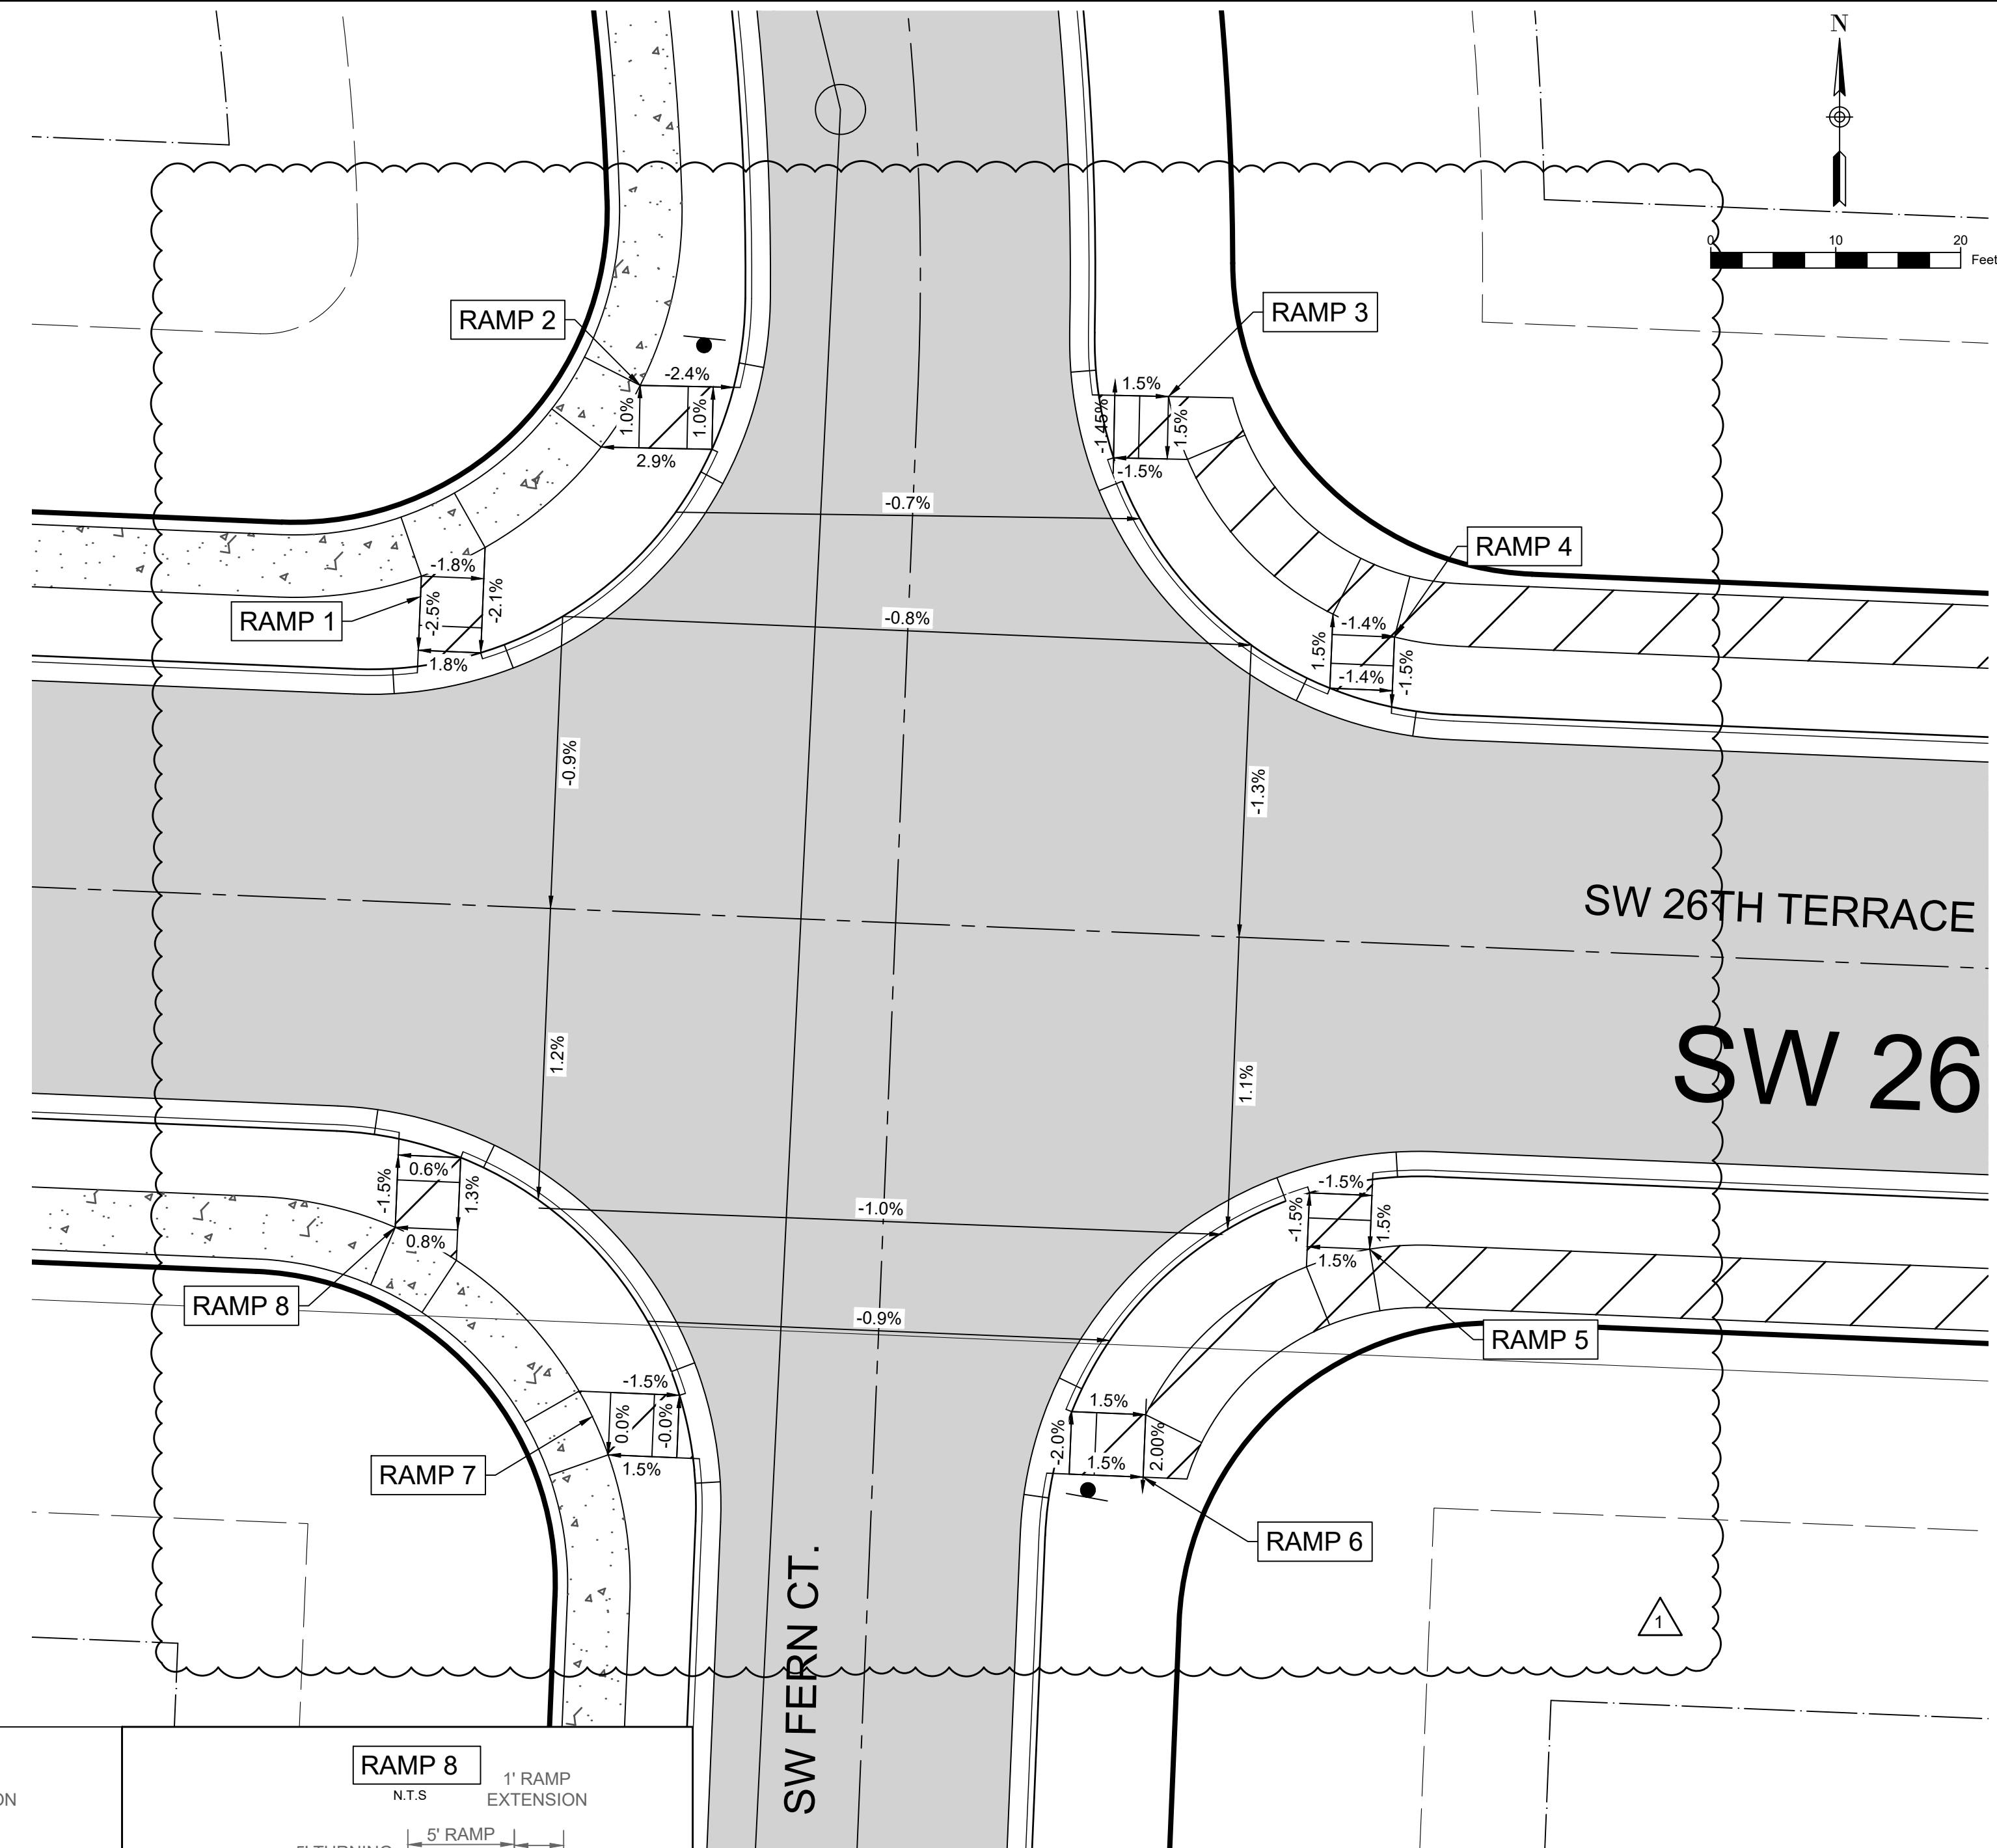 N
0 10 20
Feet
RAMP 2
-2.4%
1.0%
1.0%
2.9%
RAMP 3
1.5%
-1.45%
1.5%
-1.5%
-0.7%
RAMP 4
-1.8%
-2.5%
-2.1%
RAMP 1
1.8%
-0.8%
-1.4%
1.5%
-1.5%
-1.4%
-0.9%
-1.3%
SW 26TH TERRACE
SW 26
1.2%
1.1%
0.6%
-1.5%
1.3%
0.8%
RAMP 8
-1.0%
-1.5%
-1.5%
1.5%
1.5%
RAMP 5
-0.9%
-1.5%
0.0%
-0.0%
1.5%
RAMP 7
1.5%
-2.0%
2.00%
1.5%
RAMP 6
SW FERN CT.
1
RAMP 8
N.T.S
1' RAMP
EXTENSION
ON
5' RAMP
5' TURNING